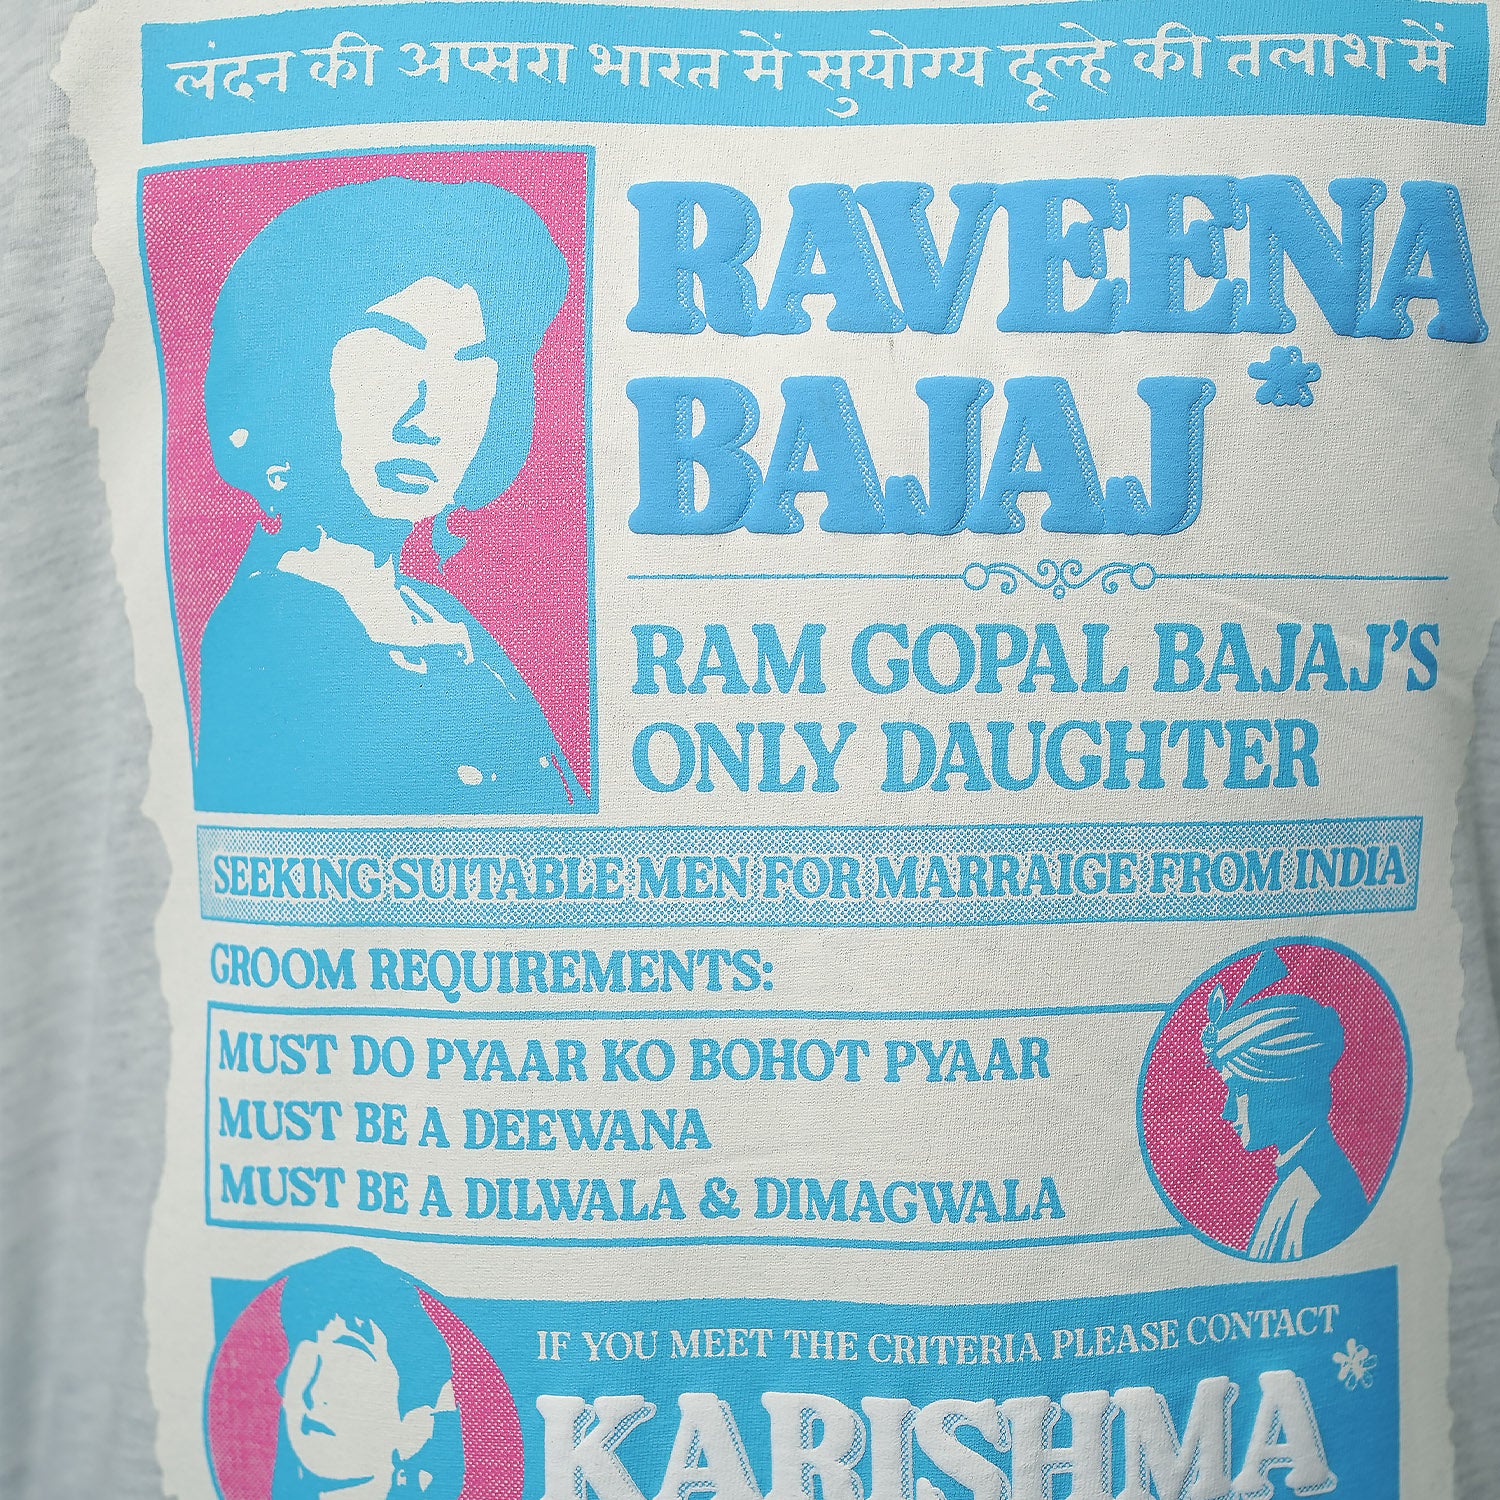 लंदन की अप्सरा भारत में सुयोग्य दूल्हे की तलाश में
RAVEENA
BAJAJ*
RAM GOPAL BAJAJ'S
ONLY DAUGHTER
SEEKING SUITABLE MEN FOR MARRAIGE FROM INDIA
GROOM REQUIREMENTS:
MUST DO PYAAR KO BOHOT PYAAR
MUST BE A DEEWANA
MUST BE A DILWALA & DIMAGWALA
IF YOU MEET THE CRITERIA PLEASE CONTACT
KARISHMA*